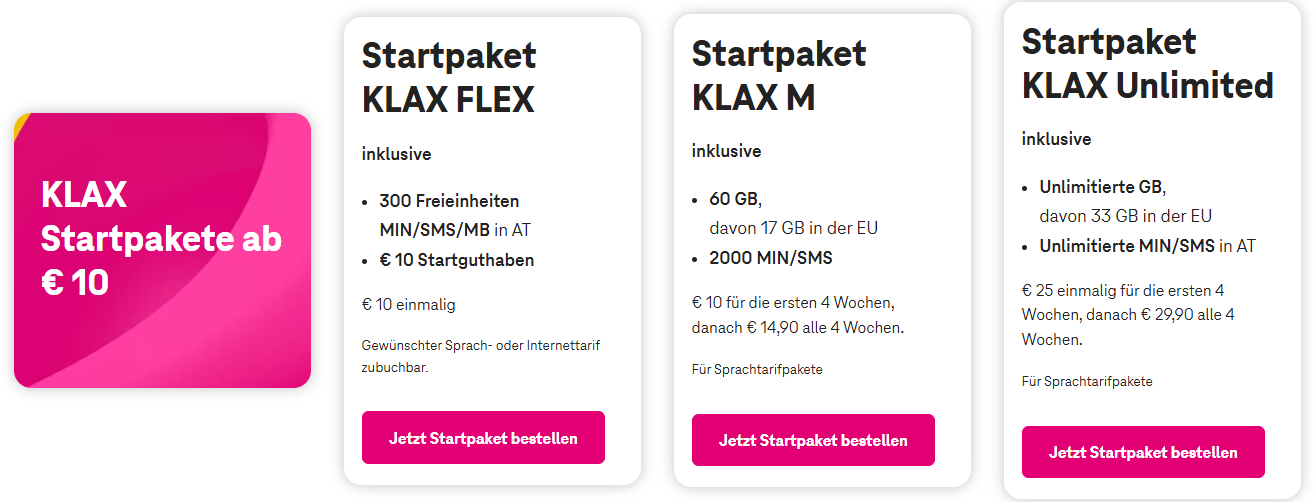 KLAX
Startpakete ab
€ 10
Startpaket
KLAX FLEX
inklusive
• 300 Freieinheiten
MIN/SMS/MB in AT
• € 10 Startguthaben
€ 10 einmalig
Gewünschter Sprach- oder Internettarif
zubuchbar.
Jetzt Startpaket bestellen
Startpaket
KLAX M
inklusive
• 60 GB,
davon 17 GB in der EU
• 2000 MIN/SMS
€ 10 für die ersten 4 Wochen,
danach € 14,90 alle 4 Wochen.
Für Sprachtarifpakete
Jetzt Startpaket bestellen
Startpaket
KLAX Unlimited
inklusive
• Unlimitierte GB,
davon 33 GB in der EU
• Unlimitierte MIN/SMS in AT
€ 25 einmalig für die ersten 4
Wochen, danach € 29,90 alle 4
Wochen.
Für Sprachtarifpakete
Jetzt Startpaket bestellen